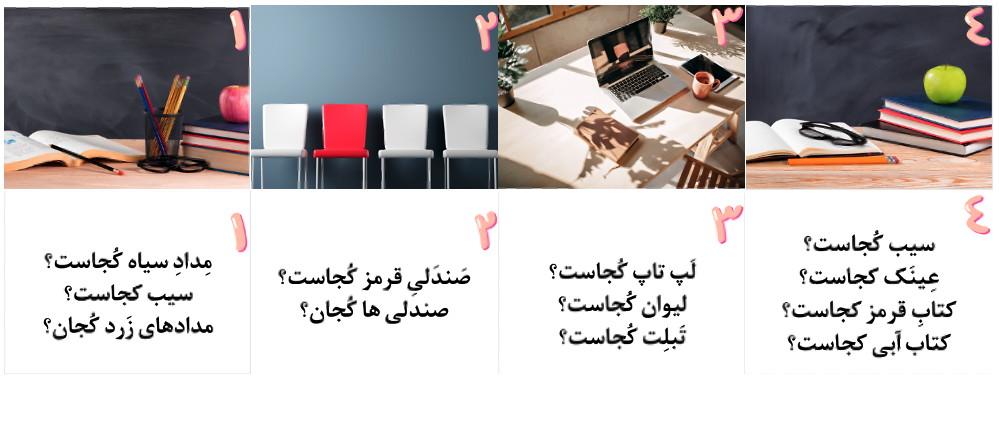 ۱
۲
۳
٤
۱
مِدادِ سیاه کُجاست؟
سیب کجاست؟
مدادهای زَرد کُجان؟
۲
صَندَلیِ قرمز کُجاست؟
صندلی ها کُجان؟
۳
لَپ تاپ کُجاست؟
لیوان کُجاست؟
تَبلِت کُجاست؟
٤
سیب کُجاست؟
عِینَک کجاست؟
کتابِ قرمز کجاست؟
کتاب آبی کجاست؟